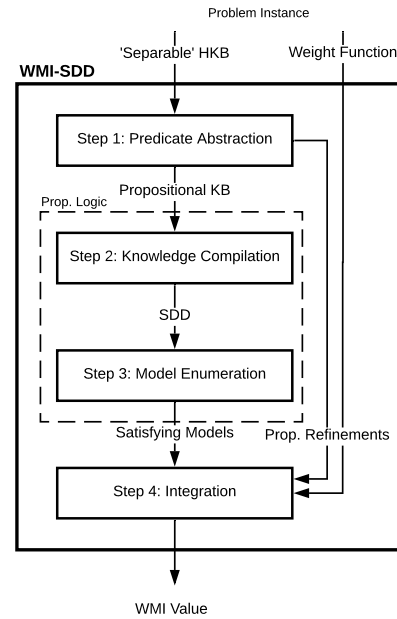 Problem Instance
'Separable' HKB
Weight Function
WMI-SDD
Step 1: Predicate Abstraction
Propositional KB
Prop. Logic
Step 2: Knowledge Compilation
SDD
Step 3: Model Enumeration
Satisfying Models
Prop. Refinements
Step 4: Integration
WMI Value